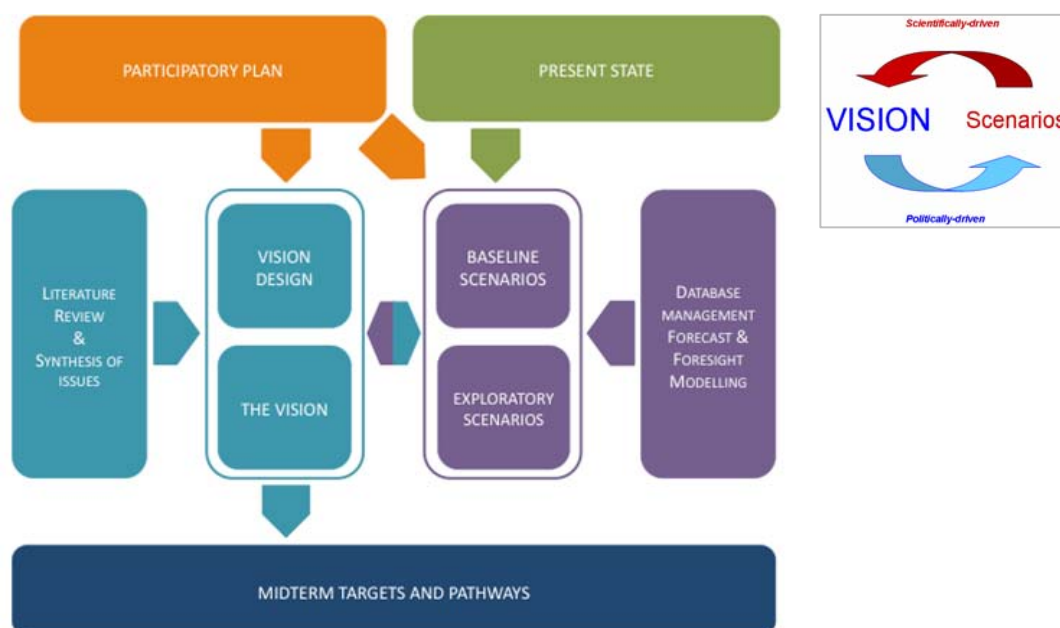 PARTICIPATORY PLAN
PRESENT STATE
Scientifically-driven
VISION
Scenarios
Politically-driven
LITERATURE
REVIEW
&
SYNTHESIS OF
ISSUES
VISION
DESIGN
THE VISION
BASELINE
SCENARIOS
EXPLORATORY
SCENARIOS
DATABASE
MANAGEMENT
FORECAST &
FORESIGHT
MODELLING
MIDTERM TARGETS AND PATHWAYS